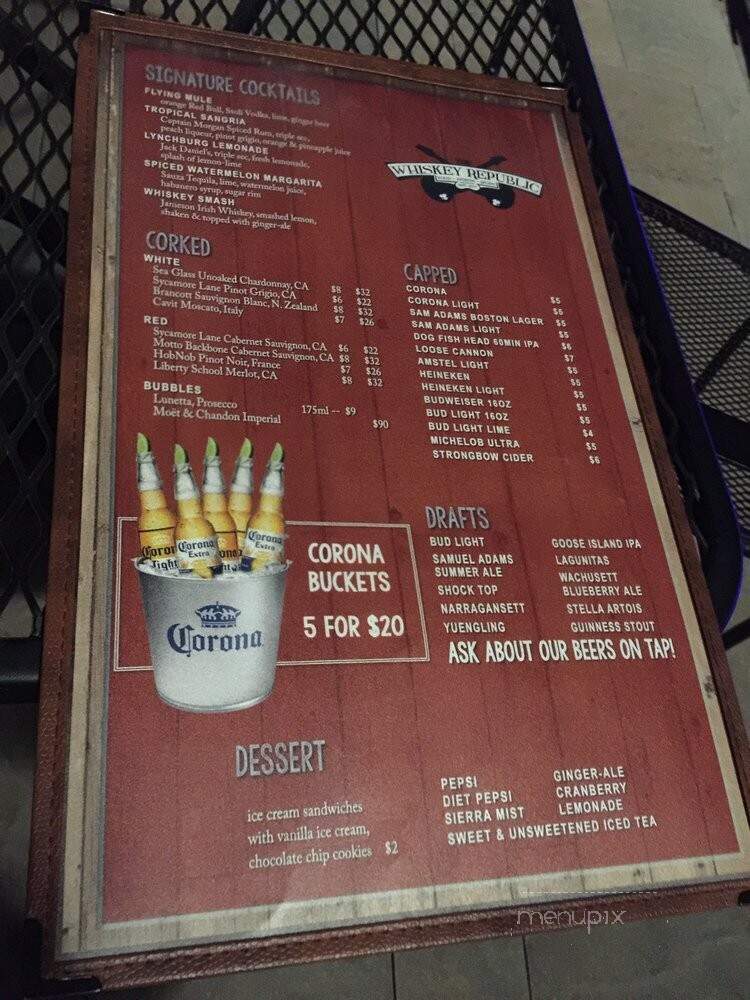 SIGNATURE COCKTAILS
FLYING MULE
orange Red Bull, Stoli Vodka, lime, ginger beer
TROPICAL SANGRIA
Captain Morgan Spiced Rum, triple sec,
peach liqueur, pinot grigio, orange & pineapple juice
LYNCHBURG LEMONADE
Jack Daniel's, triple sec, fresh lemonade,
splash of lemon-lime
SPICED WATERMELON MARGARITA
Sauza Tequila, lime, watermelon juice,
habanero syrup, sugar rim
WHISKEY SMASH
Jameson Irish Whiskey, smashed lemon,
shaken & topped with ginger-ale
WHISKEY REPUBLIC
CORKED
WHITE
Sea Glass Unoaked Chardonnay, CA $8 $32
Sycamore Lane Pinot Grigio, CA $6 $22
Brancott Sauvignon Blanc, N. Zealand $8 $32
Cavit Moscato, Italy $7 $26
RED
Sycamore Lane Cabernet Sauvignon, CA $6 $22
Motto Backbone Cabernet Sauvignon, CA $8 $32
HobNob Pinot Noir, France $7 $26
Liberty School Merlot, CA $8 $32
BUBBLES
Lunetta, Prosecco 175ml -- $9
Moët & Chandon Imperial $90
CAPPED
CORONA $5
CORONA LIGHT $5
SAM ADAMS BOSTON LAGER $5
SAM ADAMS LIGHT $5
DOG FISH HEAD 60MIN IPA $6
LOOSE CANNON $7
AMSTEL LIGHT $5
HEINEKEN $5
HEINEKEN LIGHT $5
BUDWEISER 16OZ $5
BUD LIGHT 16OZ $5
BUD LIGHT LIME $4
MICHELOB ULTRA $5
STRONGBOW CIDER $6
Corona
CORONA
BUCKETS
5 FOR $20
DRAFTS
BUD LIGHT
SAMUEL ADAMS
SUMMER ALE
SHOCK TOP
NARRAGANSETT
YUENGLING
GOOSE ISLAND IPA
LAGUNITAS
WACHUSETT
BLUEBERRY ALE
STELLA ARTOIS
GUINNESS STOUT
ASK ABOUT OUR BEERS ON TAP!
DESSERT
ice cream sandwiches
with vanilla ice cream,
chocolate chip cookies $2
PEPSI
DIET PEPSI
SIERRA MIST
GINGER-ALE
CRANBERRY
LEMONADE
SWEET & UNSWEETENED ICED TEA
menupix